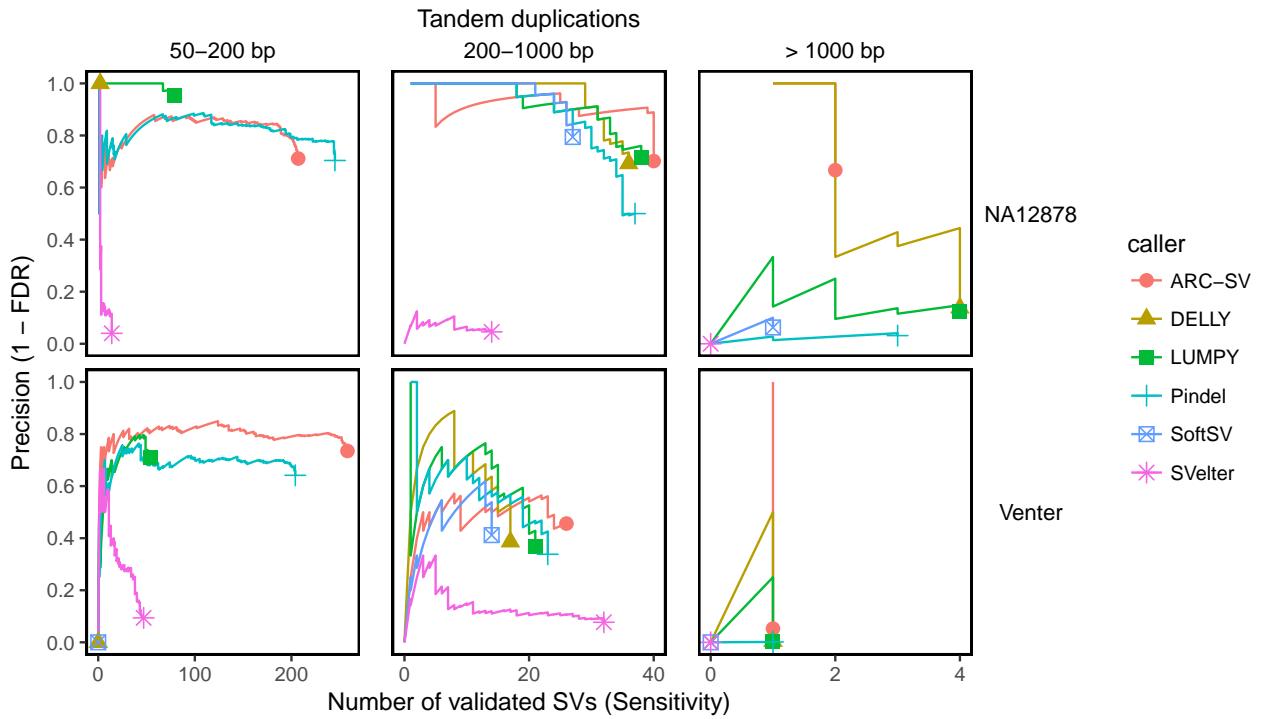 Tandem duplications
50−200 bp
200−1000 bp
> 1000 bp
Precision (1 − FDR)
1.0
0.8
0.6
0.4
0.2
0.0
NA12878
1.0
0.8
0.6
0.4
0.2
0.0
Venter
0
100
200
0
20
40
0
2
4
Number of validated SVs (Sensitivity)
caller
ARC−SV
DELLY
LUMPY
Pindel
SoftSV
SVelter